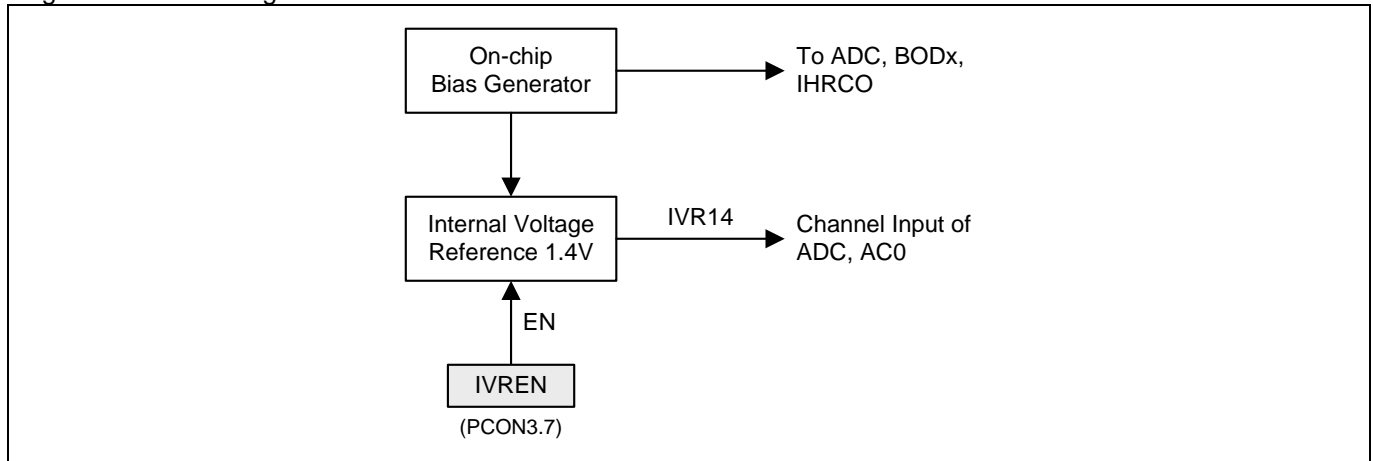 On-chip
Bias Generator
To ADC, BODx,
IHRCO
Internal Voltage
Reference 1.4V
IVR14
Channel Input of
ADC, AC0
EN
IVREN
(PCON3.7)